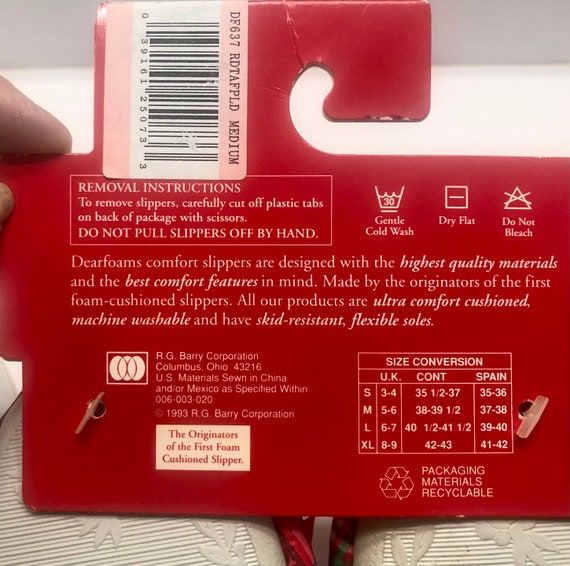 DF637 RDTAFPLD MEDIUM
0 39161 25073 3
REMOVAL INSTRUCTIONS
To remove slippers, carefully cut off plastic tabs
on back of package with scissors.
DO NOT PULL SLIPPERS OFF BY HAND.
30
Gentle
Cold Wash
Dry Flat
Do Not
Bleach
Dearfoams comfort slippers are designed with the highest quality materials
and the best comfort features in mind. Made by the originators of the first
foam-cushioned slippers. All our products are ultra comfort cushioned,
machine washable and have skid-resistant, flexible soles.
R.G. Barry Corporation
Columbus, Ohio 43216
U.S. Materials Sewn in China
and/or Mexico as Specified Within
006-003-020
© 1993 R.G. Barry Corporation
The Originators
of the First Foam
Cushioned Slipper.
SIZE CONVERSION
U.K. CONT SPAIN
S 3-4 35 1/2-37 35-36
M 5-6 38-39 1/2 37-38
L 6-7 40 1/2-41 1/2 39-40
XL 8-9 42-43 41-42
PACKAGING
MATERIALS
RECYCLABLE